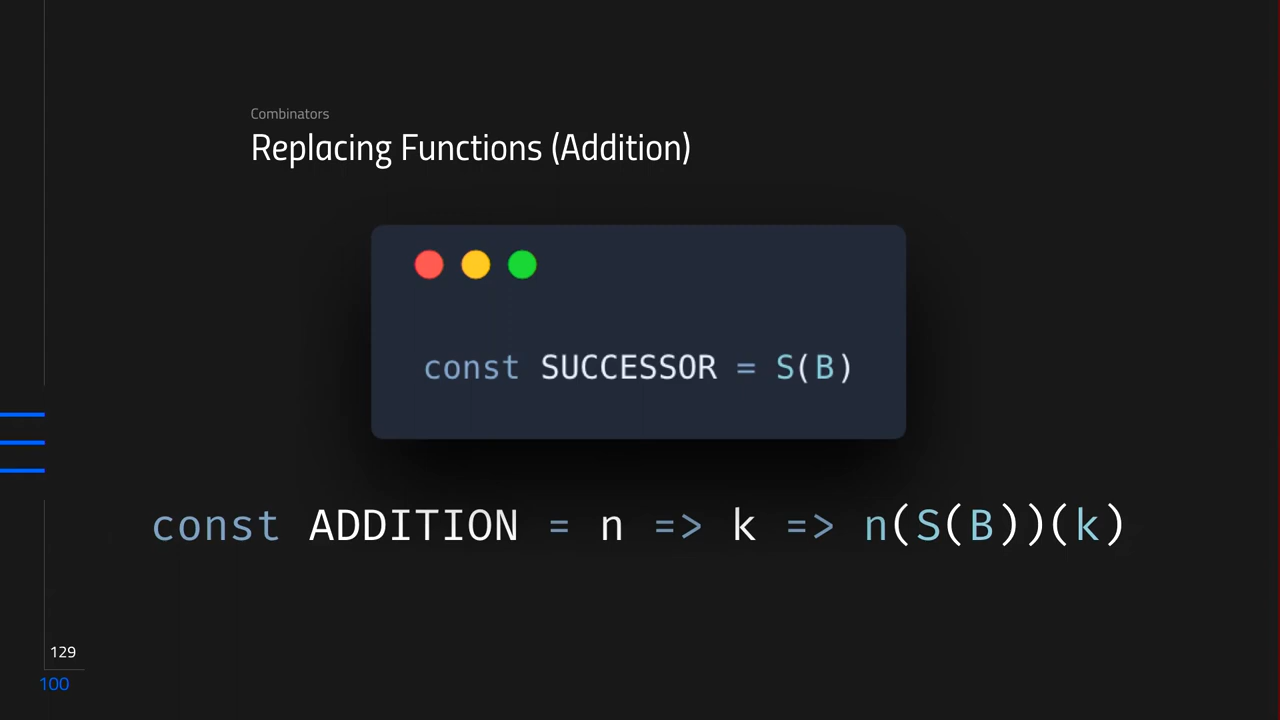 Combinators
Replacing Functions (Addition)
const SUCCESSOR = S(B)
const ADDITION = n => k => n(S(B))(k)
129
100